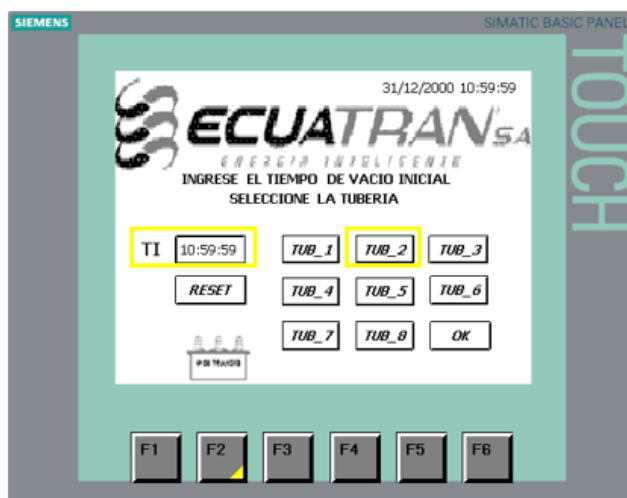 SIEMENS
SIMATIC BASIC PANEL
TOUCH
31/12/2000 10:59:59
ECUATRAN SA
ENERGIA INTELIGENTE
INGRESE EL TIEMPO DE VACIO INICIAL
SELECCIONE LA TUBERIA
TI 10:59:59 TUB_1 TUB_2 TUB_3
RESET TUB_4 TUB_5 TUB_6
TUB_7 TUB_8 OK
F1 F2 F3 F4 F5 F6